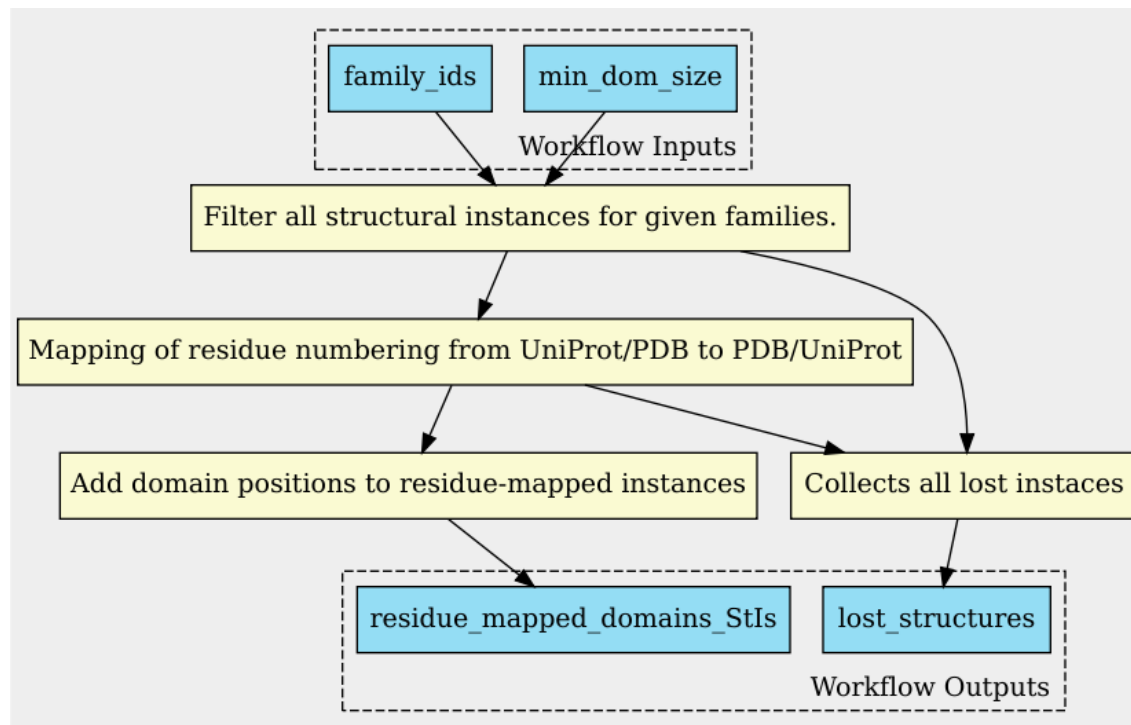 family_ids
min_dom_size
Workflow Inputs
Filter all structural instances for given families.
Mapping of residue numbering from UniProt/PDB to PDB/UniProt
Add domain positions to residue-mapped instances
Collects all lost instaces
residue_mapped_domains_StIs
lost_structures
Workflow Outputs